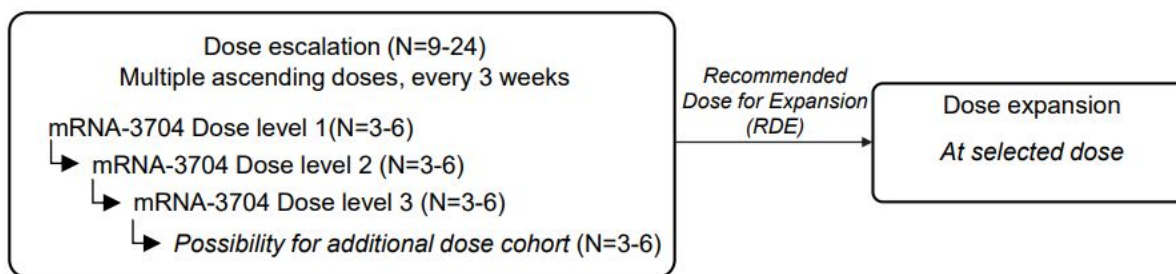 Dose escalation (N=9-24)
Multiple ascending doses, every 3 weeks
mRNA-3704 Dose level 1(N=3-6)
mRNA-3704 Dose level 2 (N=3-6)
mRNA-3704 Dose level 3 (N=3-6)
Possibility for additional dose cohort (N=3-6)
Recommended
Dose for Expansion
(RDE)
Dose expansion
At selected dose